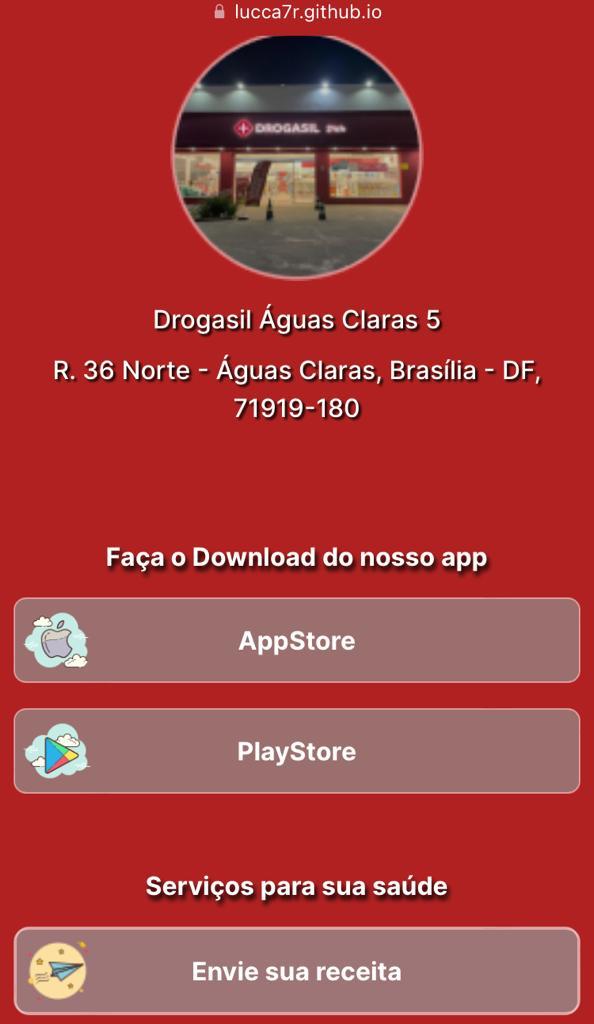 lucca7r.github.io
DROGASIL 24h
Drogasil Águas Claras 5
R. 36 Norte - Águas Claras, Brasília - DF,
71919-180
Faça o Download do nosso app
AppStore
PlayStore
Serviços para sua saúde
Envie sua receita